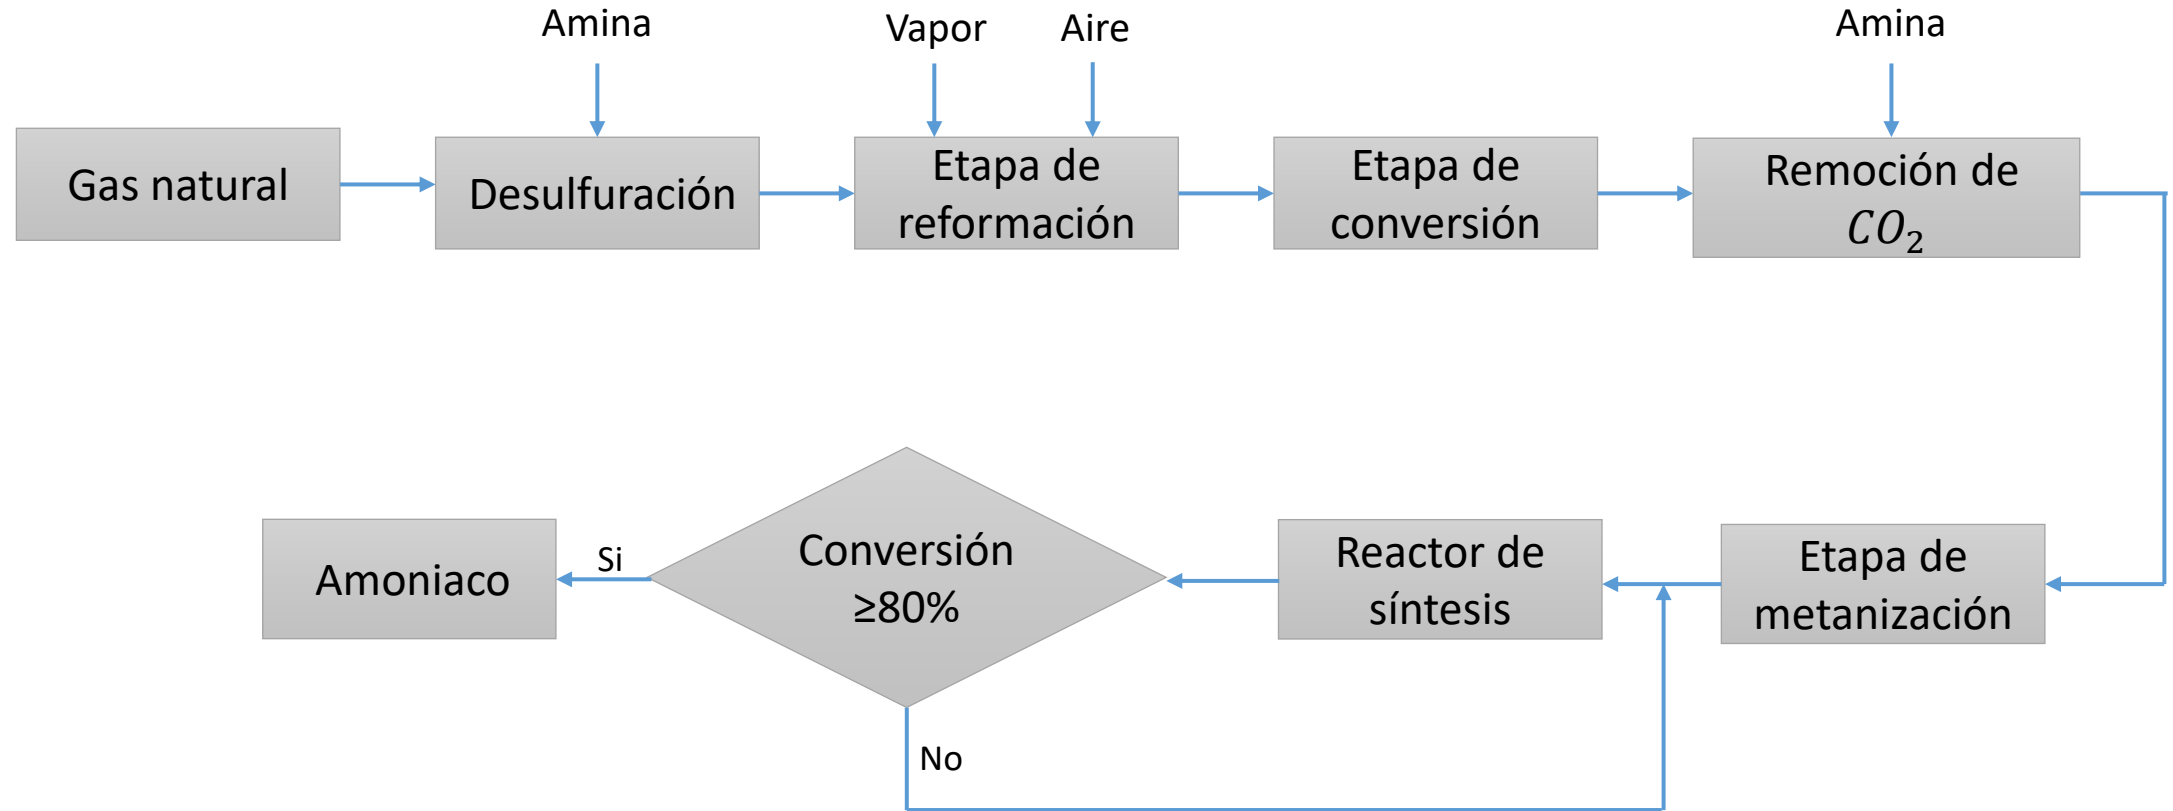 Amina
Vapor
Aire
Amina
Gas natural
Desulfuración
Etapa de
reformación
Etapa de
conversión
Remoción de
CO₂
Amoniaco
Si
Conversión
≥80%
Reactor de
síntesis
Etapa de
metanización
No